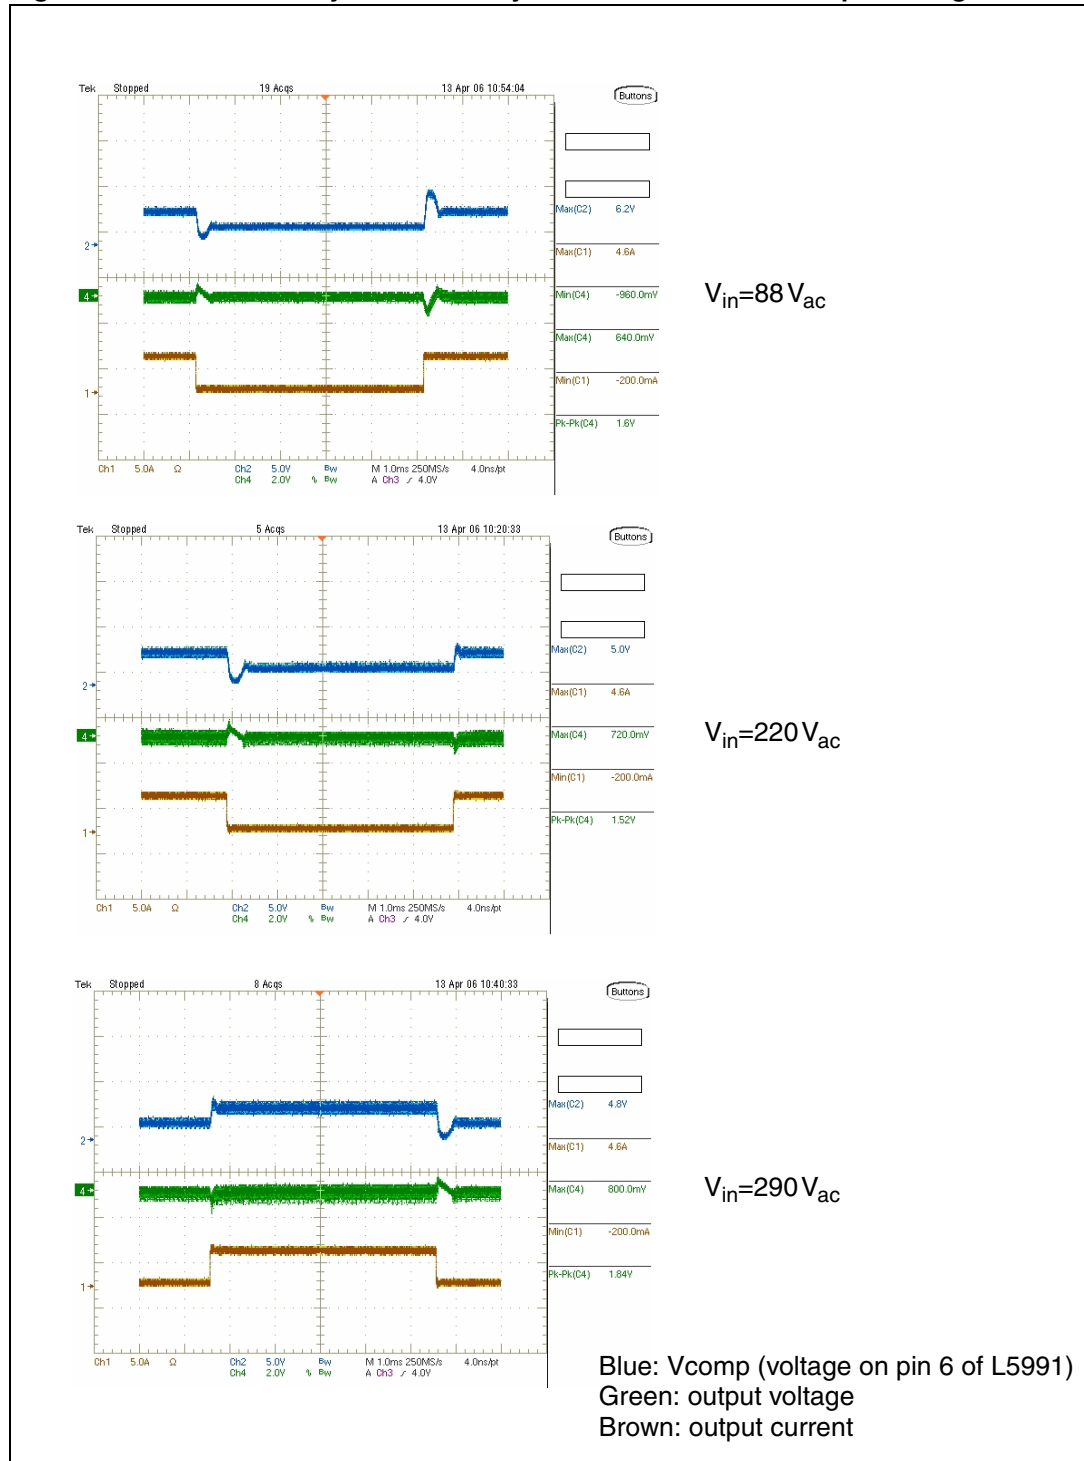 Tek Stopped 19 Acqs 13 Apr 06 10:54:04
Buttons
Max(C2) 6.2V
2
Max(C1) 4.6A
4
Min(C4) -960.0mV
Vin=88Vac
Max(C4) 640.0mV
Min(C1) -200.0mA
1
Pk-Pk(C4) 1.6V
Ch1 5.0A Ω Ch2 5.0V Bw M 1.0ms 250MS/s 4.0ns/pt
Ch4 2.0V % Bw A Ch3 / 4.0V
Tek Stopped 5 Acqs 13 Apr 06 10:20:33
Buttons
Max(C2) 5.0V
2
Max(C1) 4.6A
4
Max(C4) 720.0mV
Vin=220Vac
Min(C1) -200.0mA
1
Pk-Pk(C4) 1.52V
Ch1 5.0A Ω Ch2 5.0V Bw M 1.0ms 250MS/s 4.0ns/pt
Ch4 2.0V % Bw A Ch3 / 4.0V
Tek Stopped 8 Acqs 13 Apr 06 10:40:33
Buttons
Max(C2) 4.8V
2
Max(C1) 4.6A
4
Max(C4) 800.0mV
Vin=290Vac
Min(C1) -200.0mA
1
Pk-Pk(C4) 1.84V
Ch1 5.0A Ω Ch2 5.0V Bw M 1.0ms 250MS/s 4.0ns/pt
Ch4 2.0V % Bw A Ch3 / 4.0V
Blue: Vcomp (voltage on pin 6 of L5991)
Green: output voltage
Brown: output current